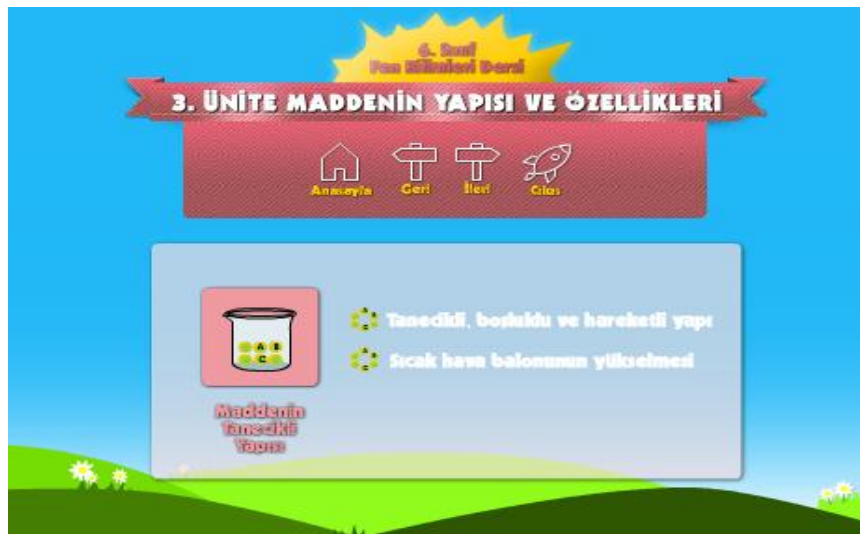 6. Sınıf
Fen Bilimleri Dersi
3. ÜNİTE MADDENİN YAPISI VE ÖZELLİKLERİ
Anasayfa Geri İleri Çıkış
Tanecikli, boşluklu ve hareketli yapı
A B
C
Sıcak hava balonunun yükselmesi
Maddenin
Tanecikli
Yapısı